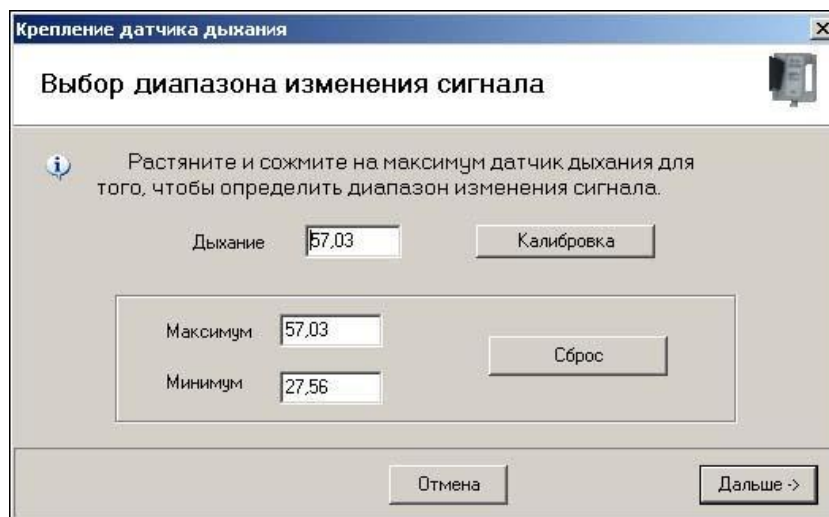 Крепление датчика дыхания
Выбор диапазона изменения сигнала
Растяните и сожмите на максимум датчик дыхания для
того, чтобы определить диапазон изменения сигнала.
Дыхание 57,03 Калибровка
Максимум 57,03
Сброс
Минимум 27,56
Отмена Дальше ->